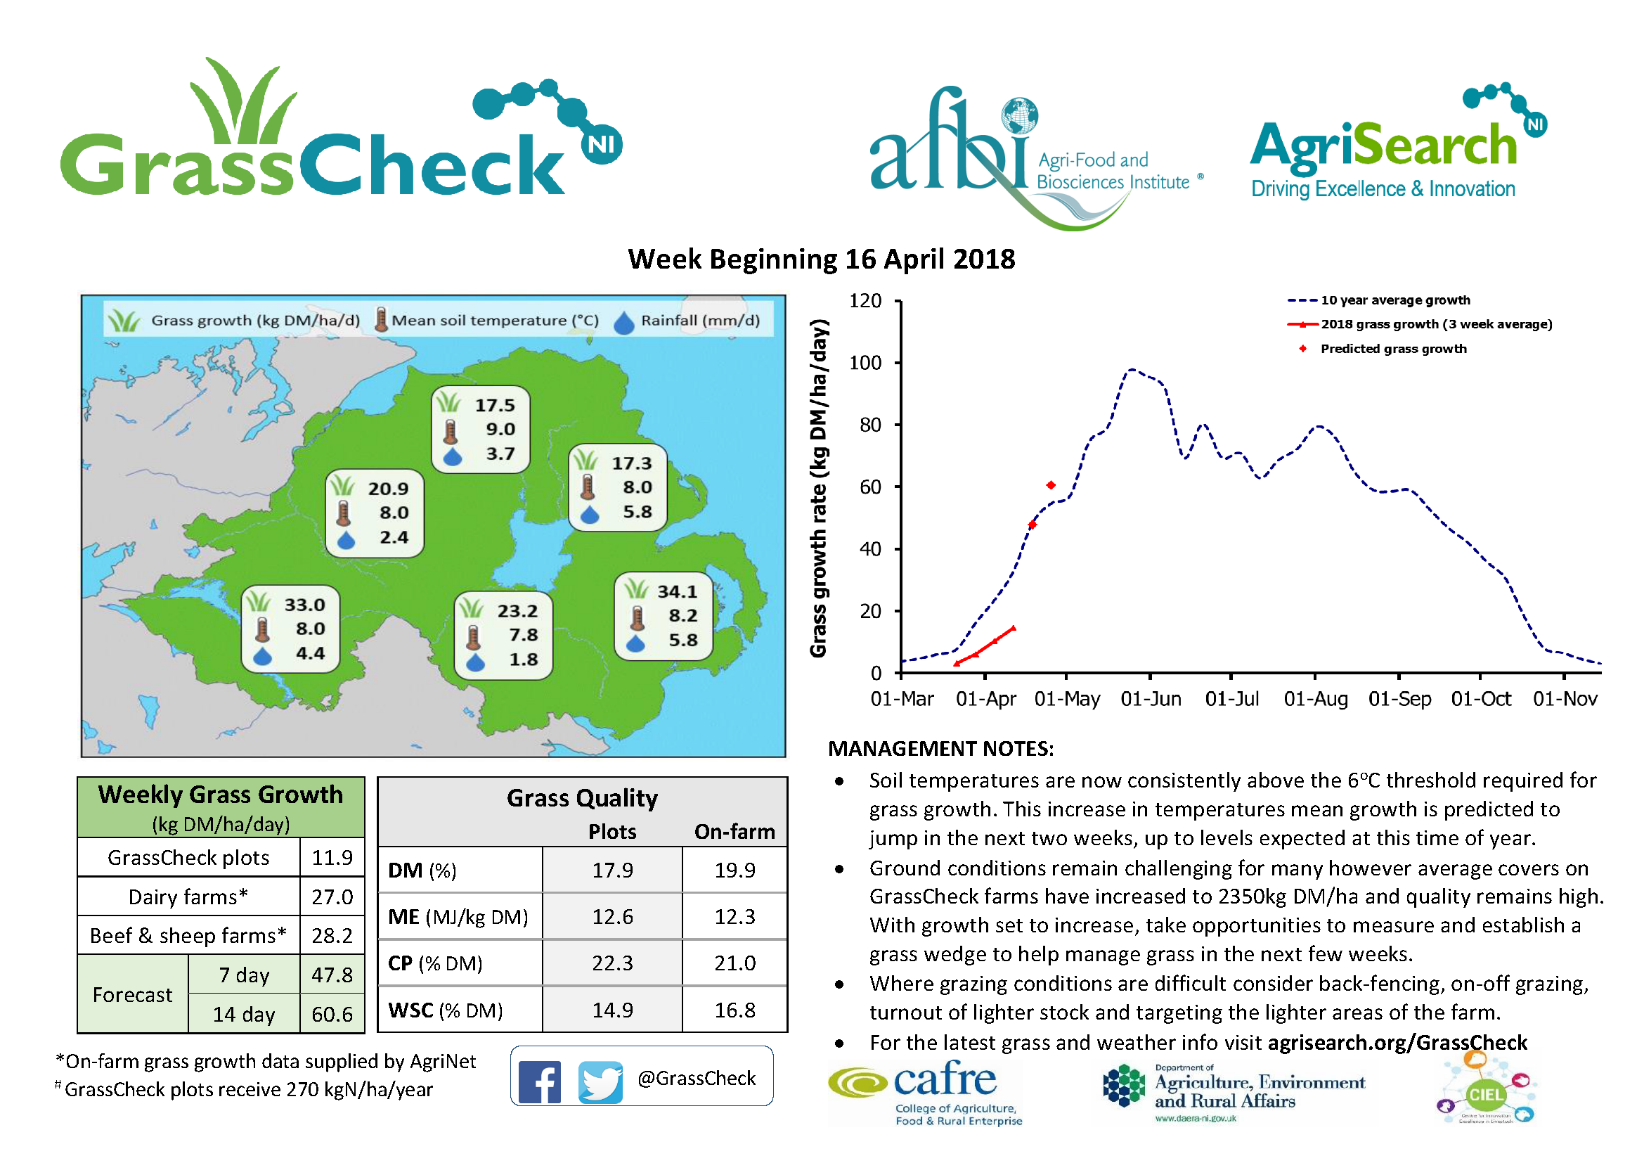 GrassCheck NI
afbi Agri-Food and
Biosciences Institute ®
AgriSearch NI
Driving Excellence & Innovation
Week Beginning 16 April 2018
Grass growth (kg DM/ha/d) Mean soil temperature (°C) Rainfall (mm/d)
17.5
9.0
3.7
17.3
8.0
5.8
20.9
8.0
2.4
33.0
8.0
4.4
23.2
7.8
1.8
34.1
8.2
5.8
Grass growth rate (kg DM/ha/day)
120
100
80
60
40
20
0
01-Mar 01-Apr 01-May 01-Jun 01-Jul 01-Aug 01-Sep 01-Oct 01-Nov
10 year average growth
2018 grass growth (3 week average)
Predicted grass growth
Weekly Grass Growth
(kg DM/ha/day)
GrassCheck plots 11.9
Dairy farms* 27.0
Beef & sheep farms* 28.2
Forecast
7 day 47.8
14 day 60.6
Grass Quality
Plots On-farm
DM (%) 17.9 19.9
ME (MJ/kg DM) 12.6 12.3
CP (% DM) 22.3 21.0
WSC (% DM) 14.9 16.8
*On-farm grass growth data supplied by AgriNet
# GrassCheck plots receive 270 kgN/ha/year
@GrassCheck
MANAGEMENT NOTES:
• Soil temperatures are now consistently above the 6°C threshold required for
grass growth. This increase in temperatures mean growth is predicted to
jump in the next two weeks, up to levels expected at this time of year.
• Ground conditions remain challenging for many however average covers on
GrassCheck farms have increased to 2350kg DM/ha and quality remains high.
With growth set to increase, take opportunities to measure and establish a
grass wedge to help manage grass in the next few weeks.
• Where grazing conditions are difficult consider back-fencing, on-off grazing,
turnout of lighter stock and targeting the lighter areas of the farm.
• For the latest grass and weather info visit agrisearch.org/GrassCheck
cafre
College of Agriculture,
Food & Rural Enterprise
Department of
Agriculture, Environment
and Rural Affairs
www.daera-ni.gov.uk
CIEL